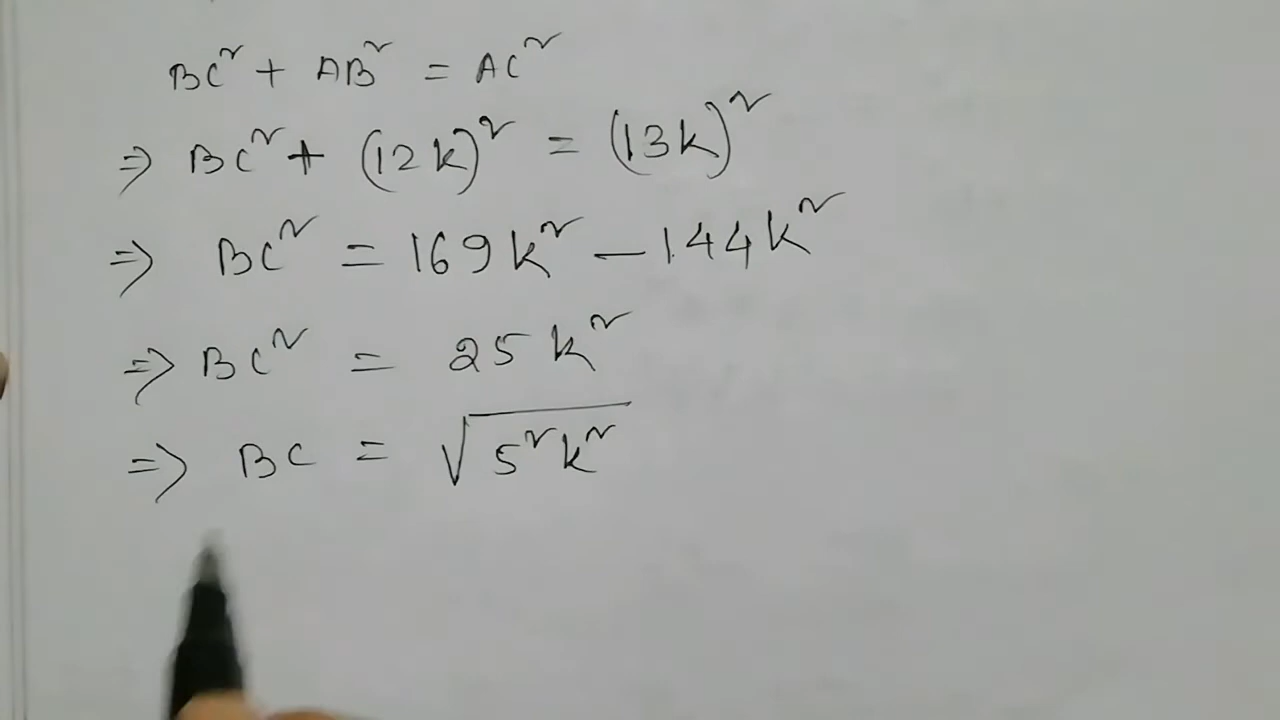 BC² + AB² = AC²
⇒ BC² + (12k)² = (13k)²
⇒ BC² = 169k² – 144k²
⇒ BC² = 25k²
⇒ BC = √5²k²